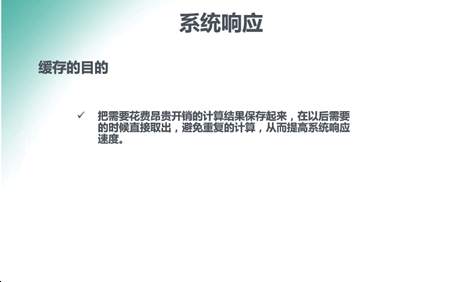 系统响应
缓存的目的
✓ 把需要花费昂贵开销的计算结果保存起来，在以后需要
的时候直接取出，避免重复的计算，从而提高系统响应
速度。